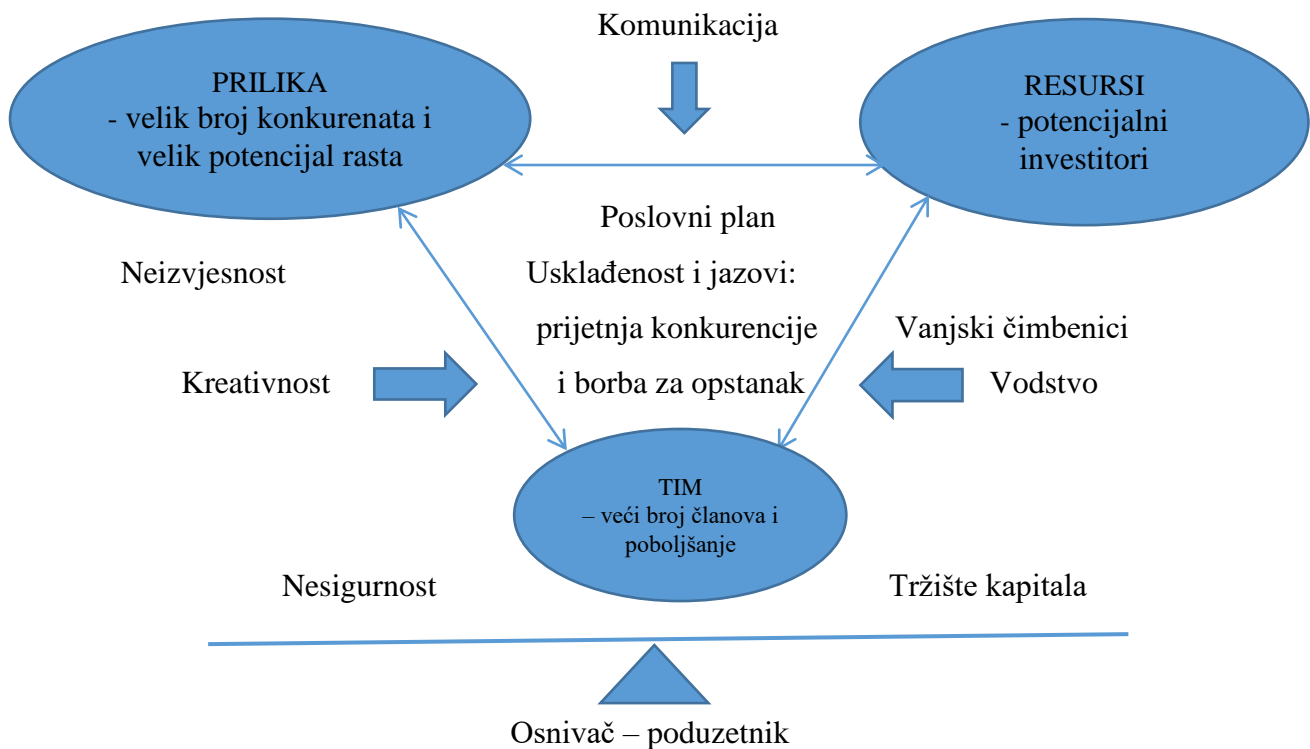 Komunikacija
PRILIKA
- velik broj konkurenata i
velik potencijal rasta
RESURSI
- potencijalni
investitori
Poslovni plan
Neizvjesnost
Usklađenost i jazovi:
prijetnja konkurencije
Vanjski čimbenici
Kreativnost
i borba za opstanak
Vodstvo
TIM
– veći broj članova i
poboljšanje
Nesigurnost
Tržište kapitala
Osnivač – poduzetnik